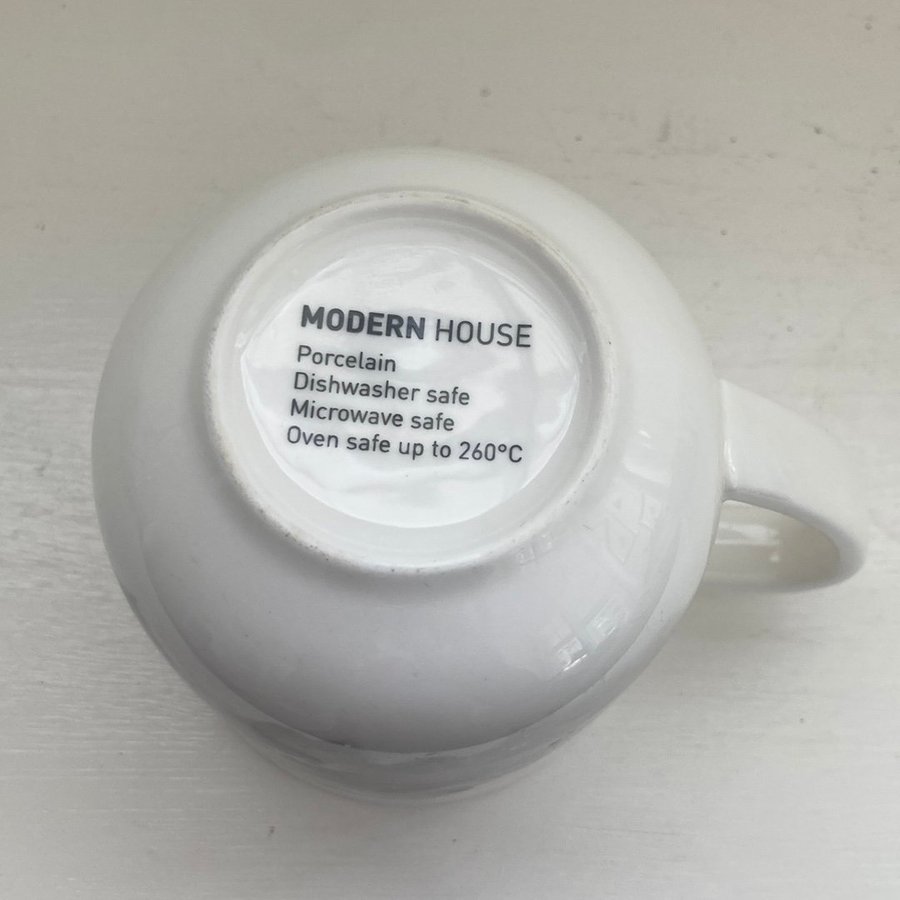 MODERN HOUSE
Porcelain
Dishwasher safe
Microwave safe
Oven safe up to 260°C